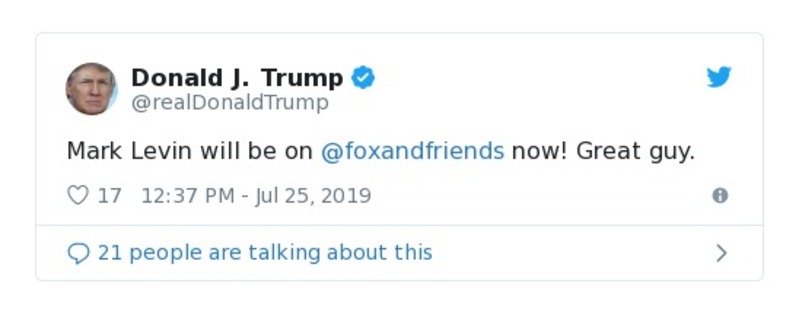 Donald J. Trump
@realDonaldTrump
Mark Levin will be on @foxandfriends now! Great guy.
17 12:37 PM - Jul 25, 2019
21 people are talking about this